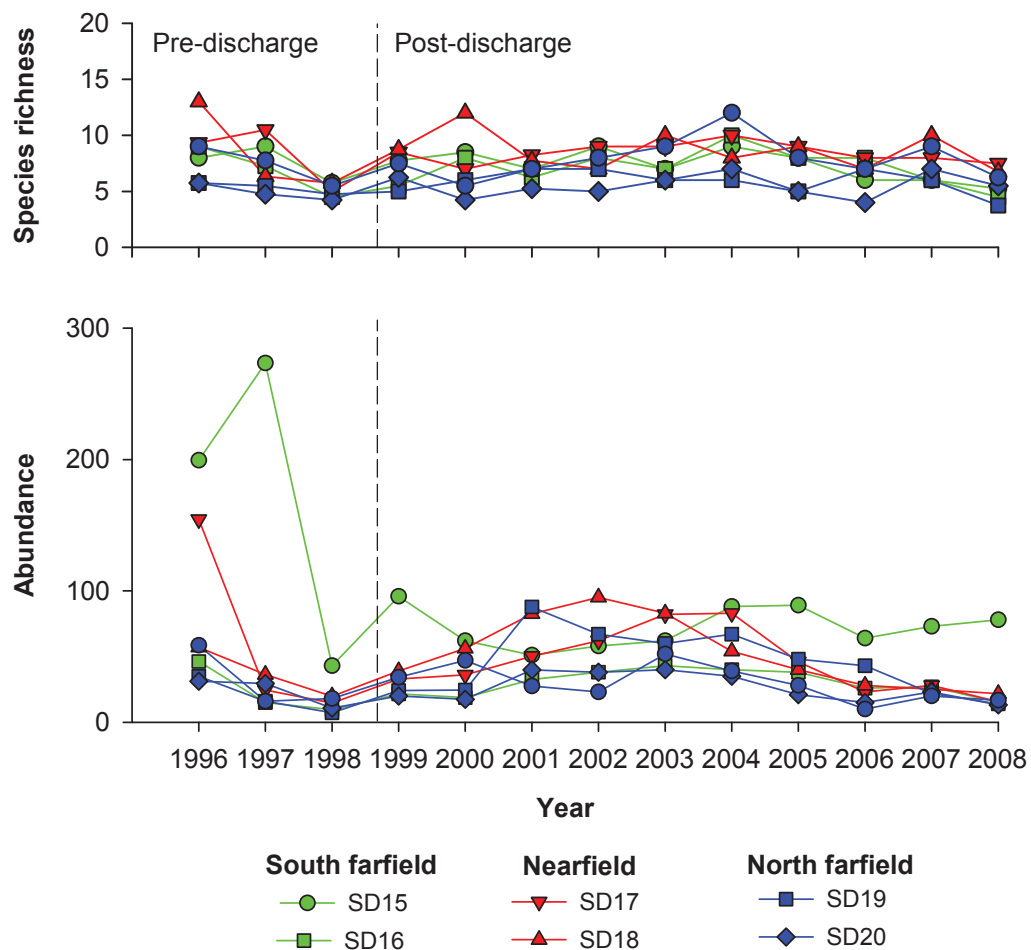 20
15
10
5
0
Species richness
Pre-discharge Post-discharge
300
200
100
0
Abundance
1996 1997 1998 1999 2000 2001 2002 2003 2004 2005 2006 2007 2008
Year
South farfield Nearfield North farfield
SD15 SD17 SD19
SD16 SD18 SD20